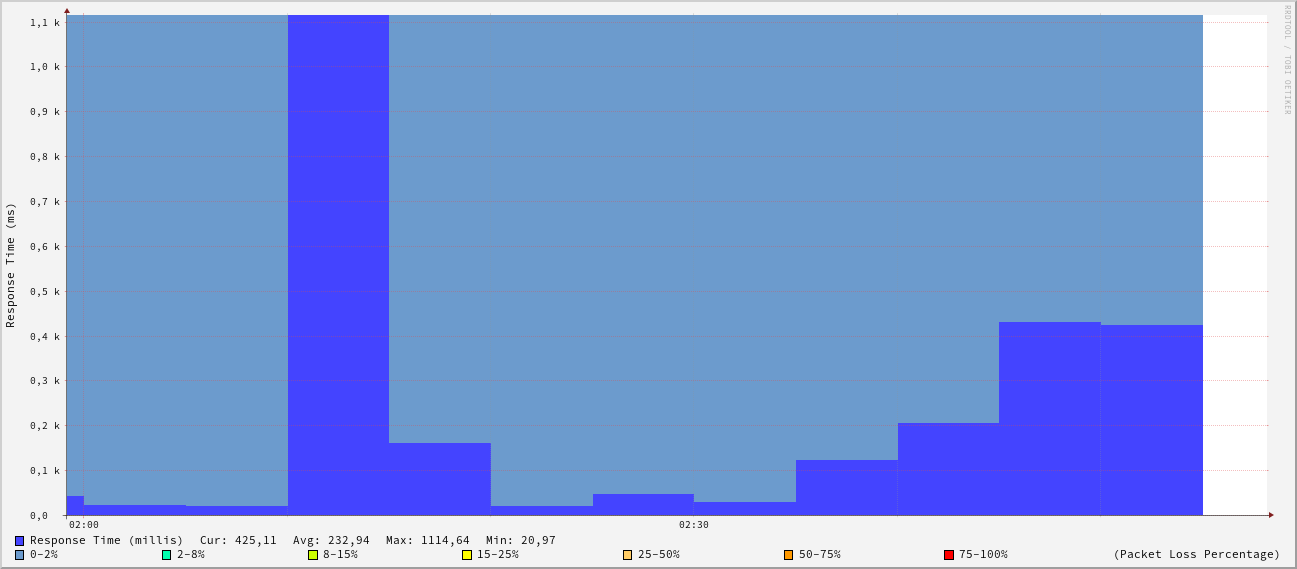 RRDTOOL / TOBI OETIKER
Response Time (ms)
1,1 k
1,0 k
0,9 k
0,8 k
0,7 k
0,6 k
0,5 k
0,4 k
0,3 k
0,2 k
0,1 k
0,0
02:00 02:30
Response Time (millis) Cur: 425,11 Avg: 232,94 Max: 1114,64 Min: 20,97
0-2% 2-8% 8-15% 15-25% 25-50% 50-75% 75-100% (Packet Loss Percentage)